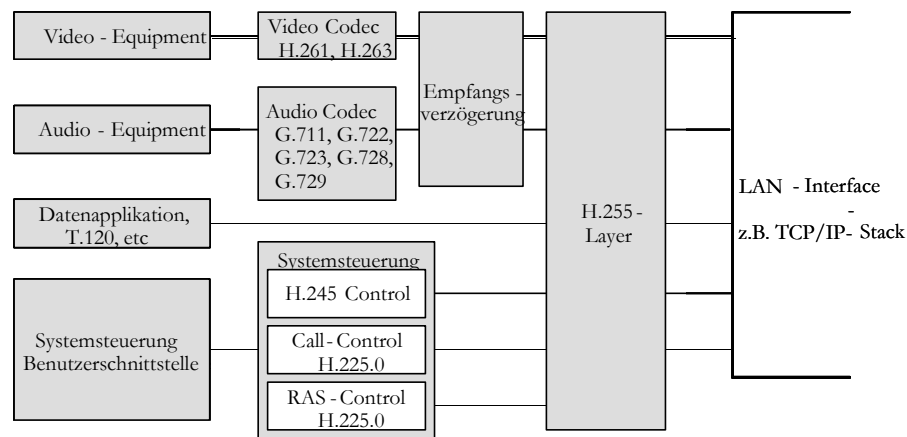 Video - Equipment
Video Codec
H.261, H.263
Empfangs -
verzögerung
Audio - Equipment
Audio Codec
G.711, G.722,
G.723, G.728,
G.729
Datenapplikation,
T.120, etc
H.255 -
Layer
LAN - Interface
-
z.B. TCP/IP- Stack
Systemsteuerung
H.245 Control
Systemsteuerung
Benutzerschnittstelle
Call - Control
H.225.0
RAS - Control
H.225.0